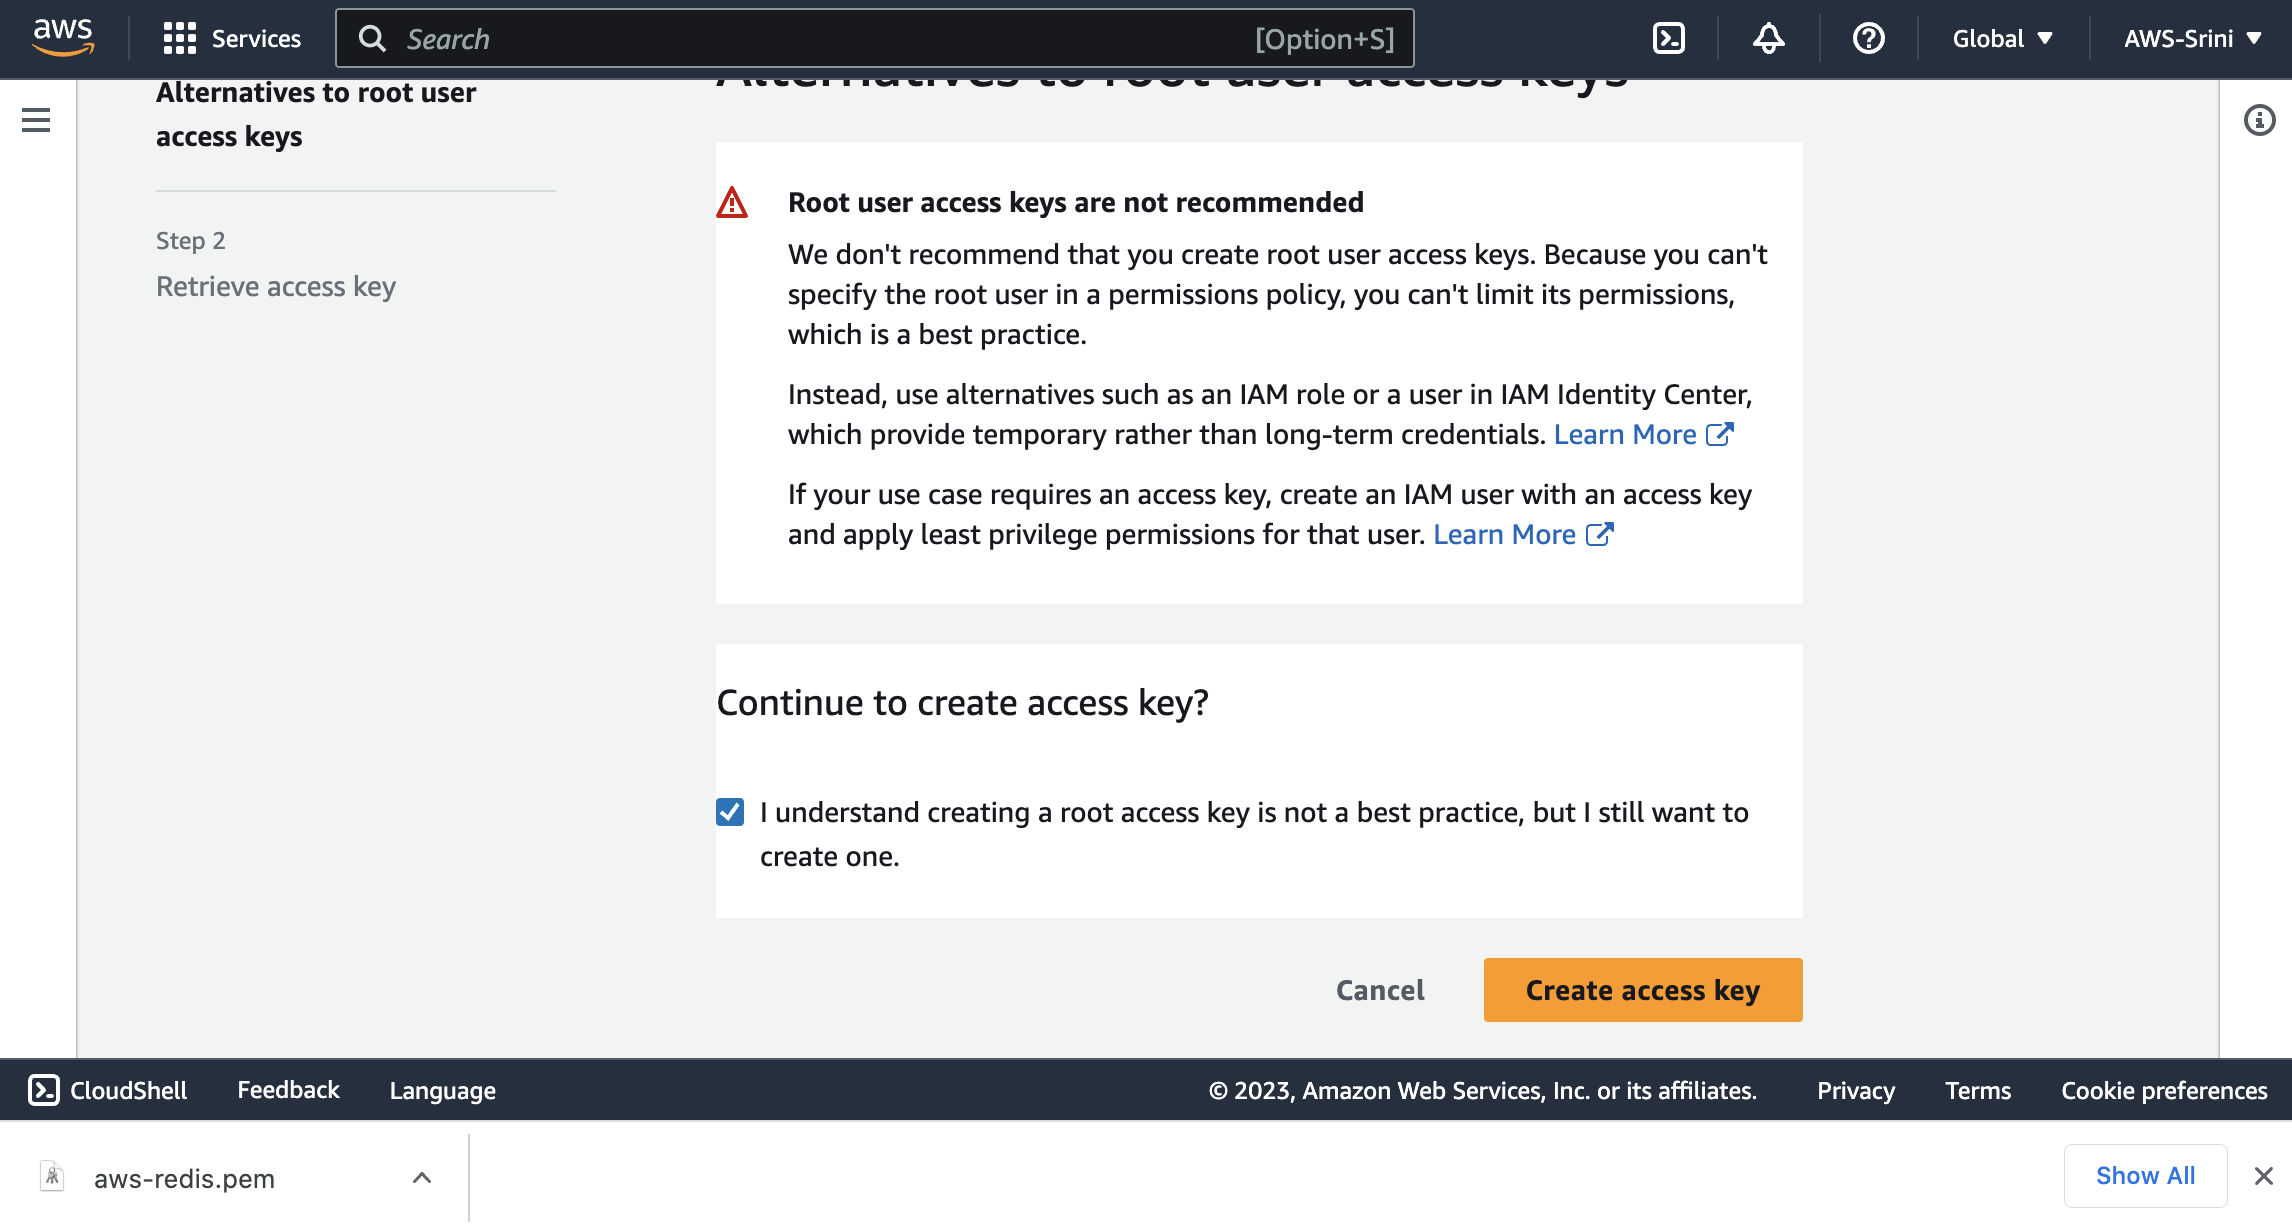 aws
Services
Search
[Option+S]
Global
AWS-Srini
Alternatives to root user
access keys
Step 2
Retrieve access key
Alternatives to root user access keys
Root user access keys are not recommended
We don't recommend that you create root user access keys. Because you can't
specify the root user in a permissions policy, you can't limit its permissions,
which is a best practice.
Instead, use alternatives such as an IAM role or a user in IAM Identity Center,
which provide temporary rather than long-term credentials. Learn More
If your use case requires an access key, create an IAM user with an access key
and apply least privilege permissions for that user. Learn More
Continue to create access key?
I understand creating a root access key is not a best practice, but I still want to
create one.
Cancel
Create access key
CloudShell
Feedback
Language
© 2023, Amazon Web Services, Inc. or its affiliates.
Privacy
Terms
Cookie preferences
aws-redis.pem
Show All